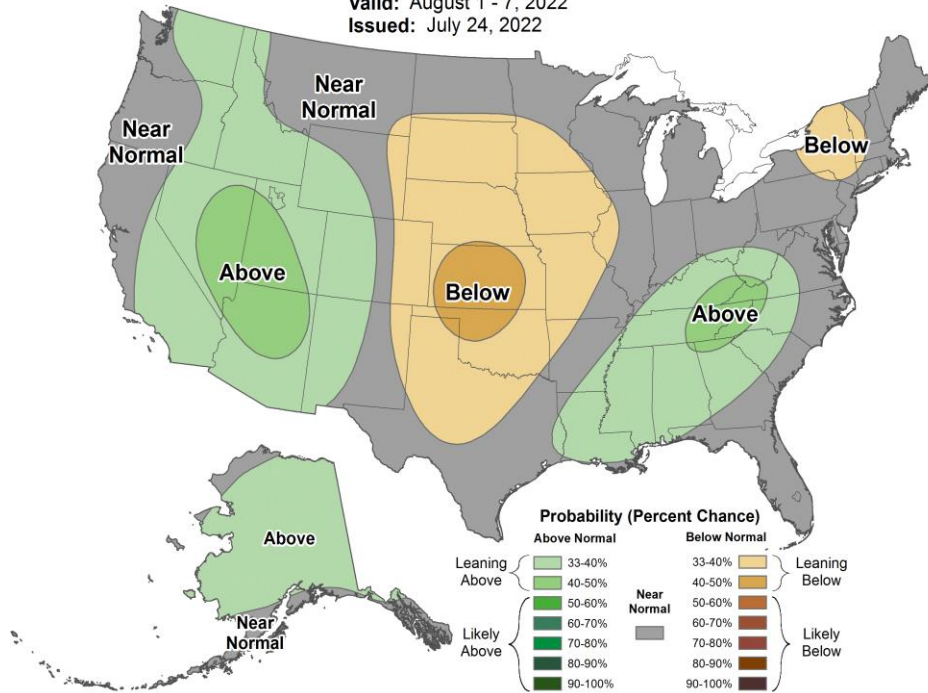 Valid: August 1 - 7, 2022
Issued: July 24, 2022
Near
Normal
Near
Normal
Below
Above
Below
Above
Above
Near
Normal
Probability (Percent Chance)
Above Normal
Below Normal
Leaning
Above
33-40%
40-50%
Likely
Above
50-60%
60-70%
70-80%
80-90%
90-100%
Near
Normal
33-40%
40-50%
Leaning
Below
50-60%
60-70%
70-80%
80-90%
90-100%
Likely
Below